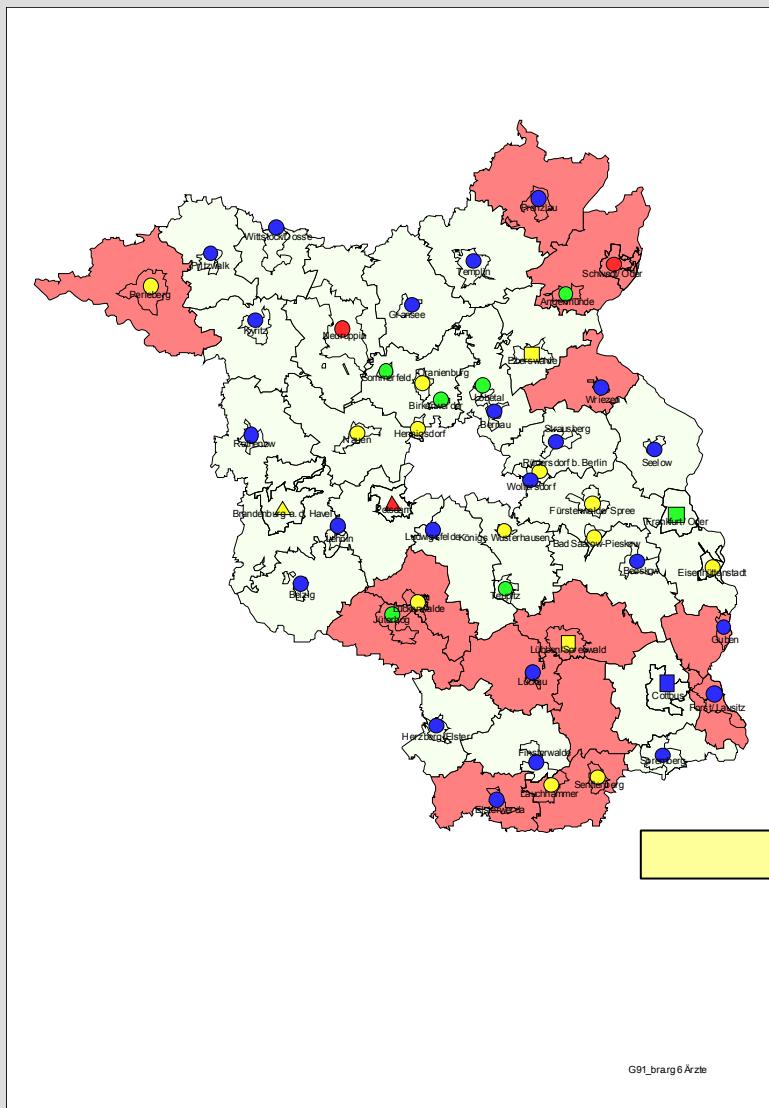 Prenzlau
Wittstock/Dosse
Pritzwalk
Templin
Schwedt/Oder
Perleberg
Angermünde
Gransee
Kyritz
Neuruppin
Eberswalde
Sommerfeld
Oranienburg
Lobetal
Wriezen
Birkenwerder
Bernau
Strausberg
Hennigsdorf
Nauen
Rathenow
Seelow
Rüdersdorf b. Berlin
Woltersdorf
Brandenburg a. d. Havel
Potsdam
Fürstenwalde Spree
Frankfurt/Oder
Lehnin
Ludwigsfelde
Königs Wusterhausen
Bad Saarow-Pieskow
Beeskow
Eisenhüttenstadt
Belzig
Teupitz
Luckenwalde
Jüterbog
Guben
Lübben/Spreewald
Luckau
Cottbus
Forst/Lausitz
Herzberg/Elster
Finsterwalde
Spremberg
Senftenberg
Lauchhammer
Elsterwerda
G91_brarg6 Ärzte